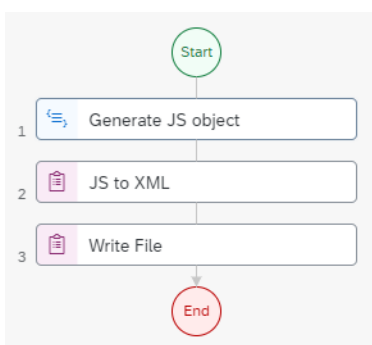 Start
1 Generate JS object
2 JS to XML
3 Write File
End